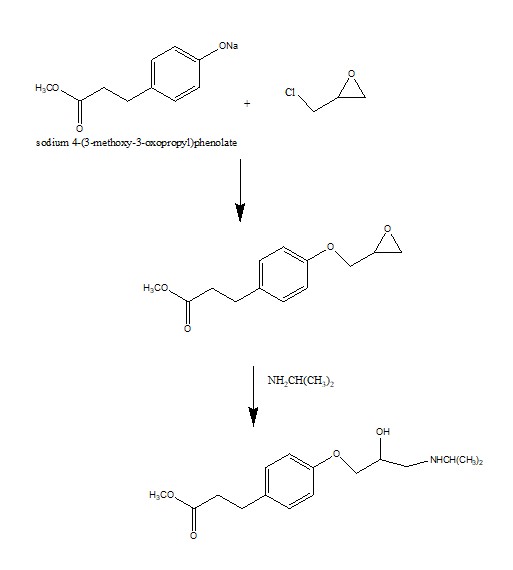 ONa
H₃CO
O
Cl
O
+
sodium 4-(3-methoxy-3-oxopropyl)phenolate
O
O
H₃CO
O
NH₂CH(CH₃)₂
OH
O
NHCH(CH₃)₂
H₃CO
O